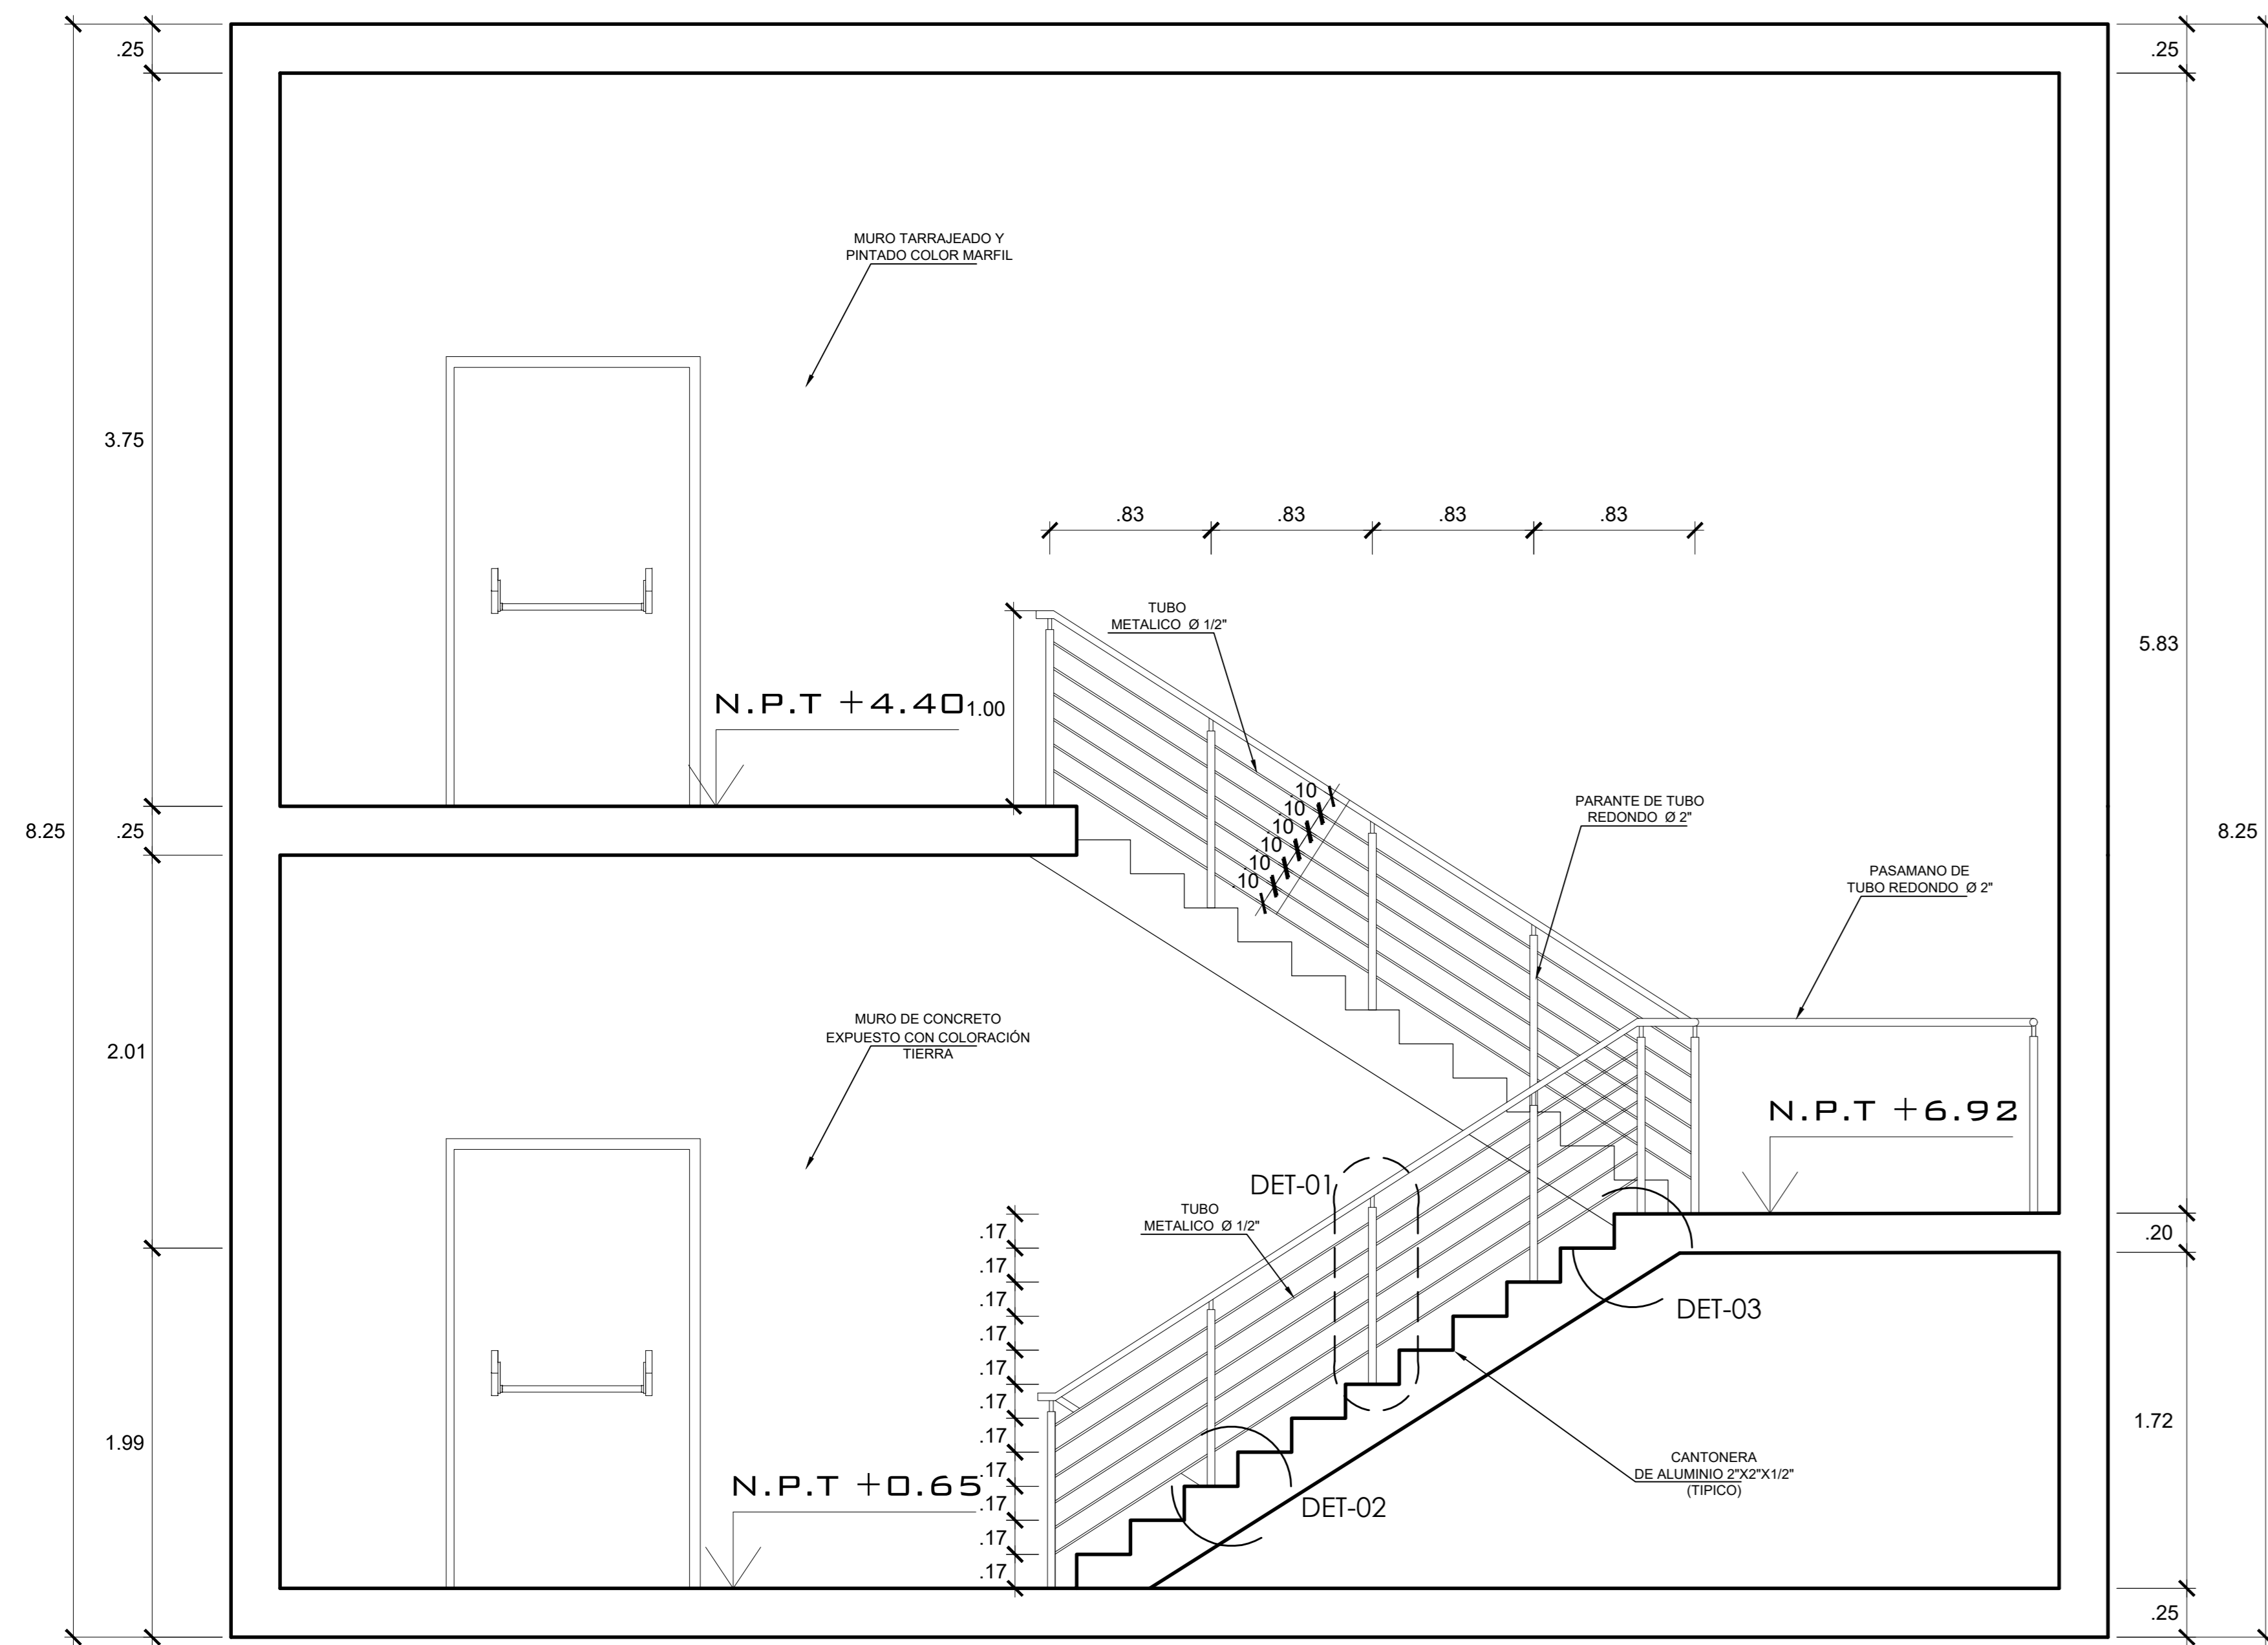 .25
.25
MURO TARRAJEADO Y
PINTADO COLOR MARFIL
3.75
.83
.83
.83
.83
TUBO
METALICO Ø 1/2"
5.83
N.P.T +4.40
1.00
.10
.10
.10
.10
.10
.10
PARANTE DE TUBO
REDONDO Ø 2"
8.25
.25
8.25
PASAMANO DE
TUBO REDONDO Ø 2"
MURO DE CONCRETO
EXPUESTO CON COLORACIÓN
TIERRA
2.01
N.P.T +6.92
DET-01
TUBO
METALICO Ø 1/2"
.17
.17
.17
.17
.17
.17
.17
.17
.17
.17
.17
.20
DET-03
1.99
1.72
CANTONERA
DE ALUMINIO 2"X2"X1/2"
(TIPICO)
N.P.T +0.65
DET-02
.25